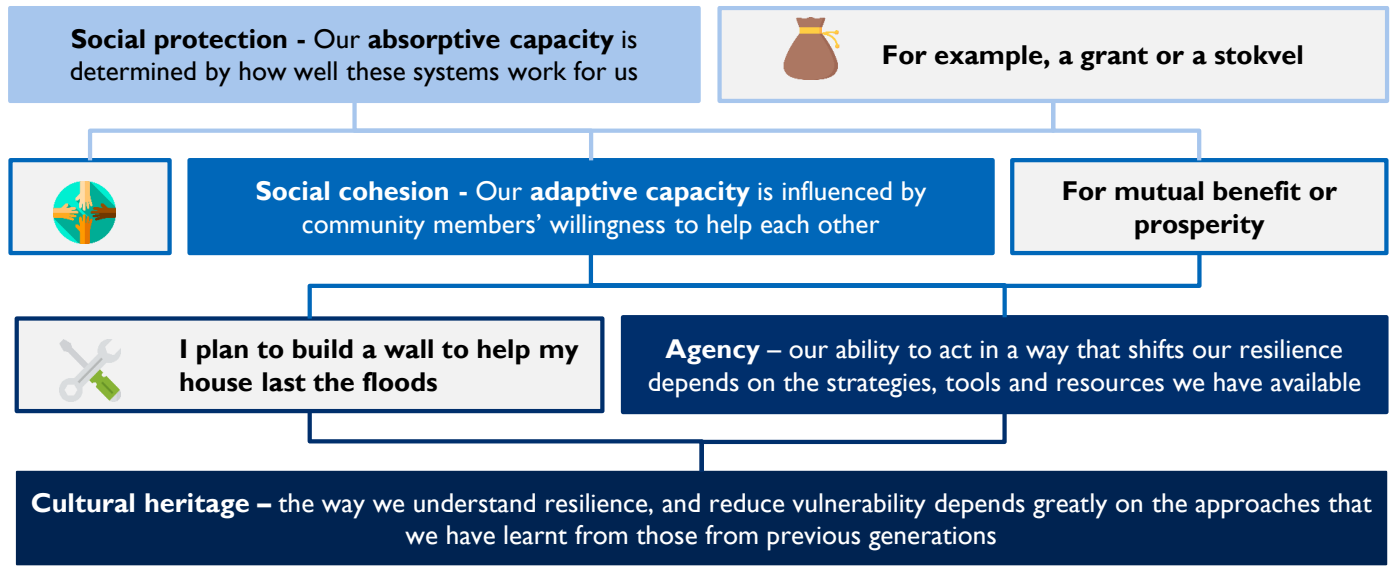 Social protection - Our absorptive capacity is
determined by how well these systems work for us
For example, a grant or a stokvel
Social cohesion - Our adaptive capacity is influenced by
community members’ willingness to help each other
For mutual benefit or
prosperity
I plan to build a wall to help my
house last the floods
Agency – our ability to act in a way that shifts our resilience
depends on the strategies, tools and resources we have available
Cultural heritage – the way we understand resilience, and reduce vulnerability depends greatly on the approaches that
we have learnt from those from previous generations